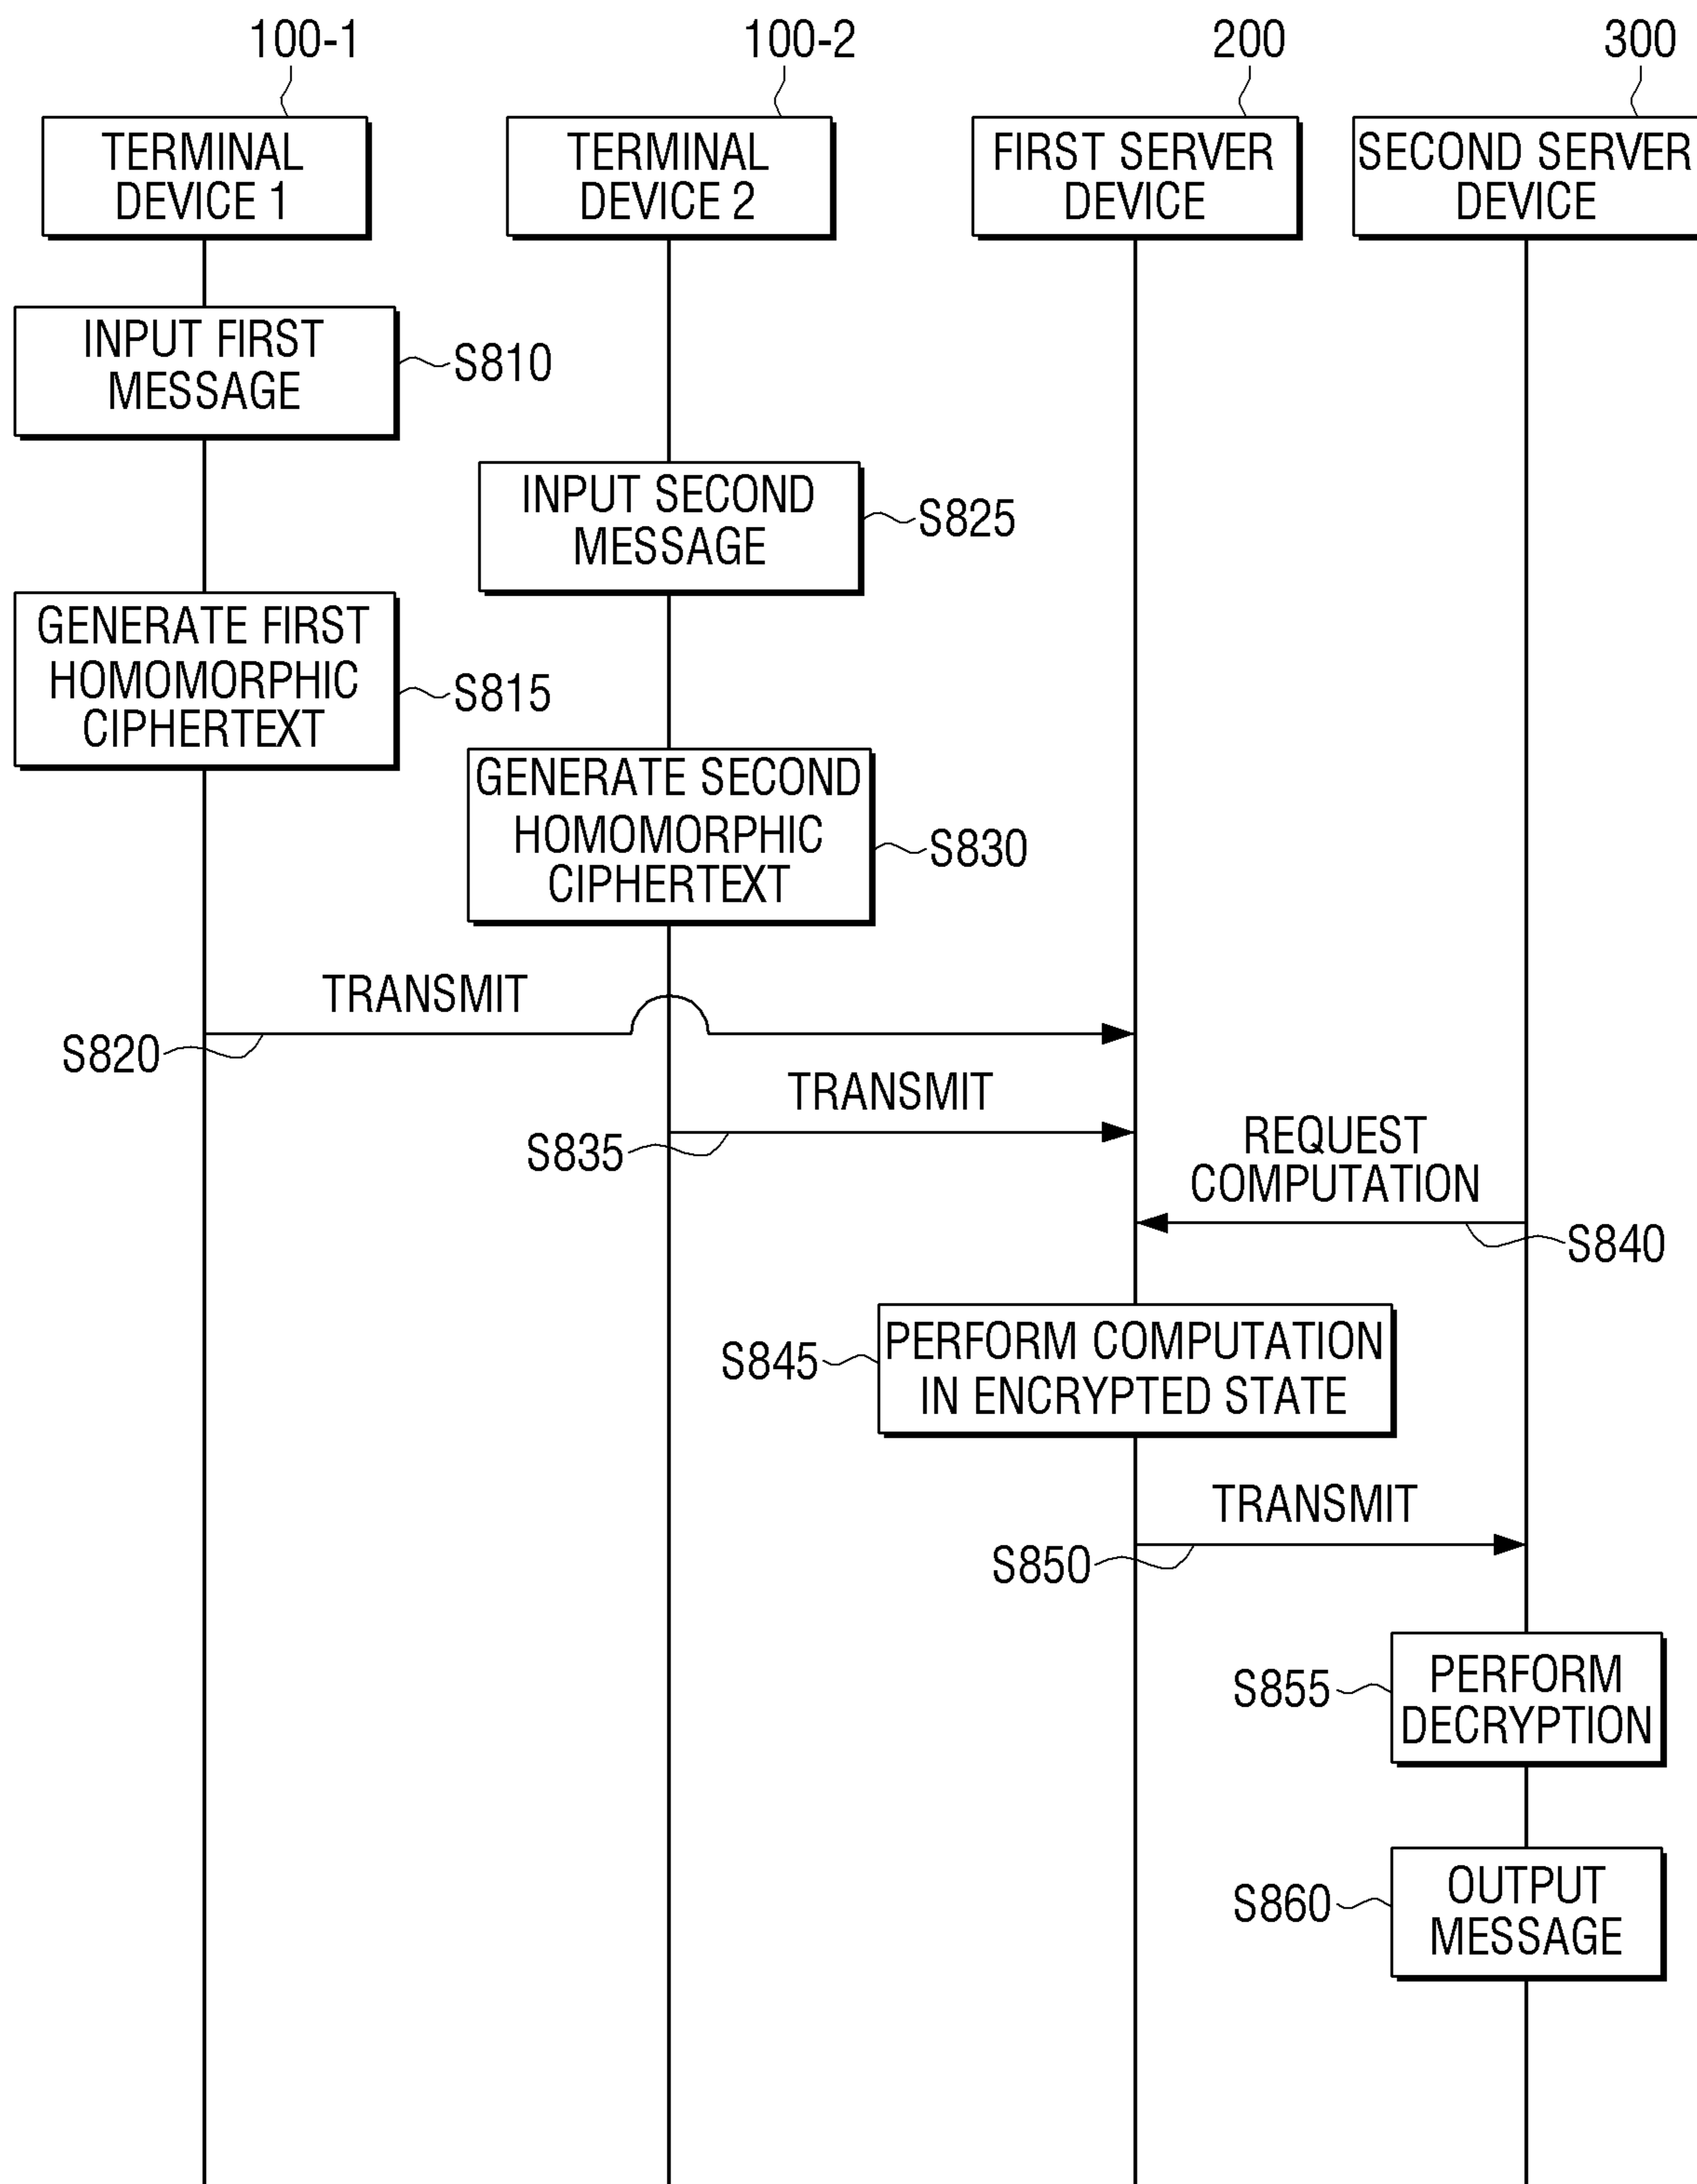 100-1
100-2
200
300
TERMINAL
DEVICE 1
TERMINAL
DEVICE 2
FIRST SERVER
DEVICE
SECOND SERVER
DEVICE
INPUT FIRST
MESSAGE
S810
INPUT SECOND
MESSAGE
S825
GENERATE FIRST
HOMOMORPHIC
CIPHERTEXT
S815
GENERATE SECOND
HOMOMORPHIC
CIPHERTEXT
S830
TRANSMIT
S820
TRANSMIT
S835
REQUEST
COMPUTATION
S840
S845
PERFORM COMPUTATION
IN ENCRYPTED STATE
TRANSMIT
S850
S855
PERFORM
DECRYPTION
S860
OUTPUT
MESSAGE